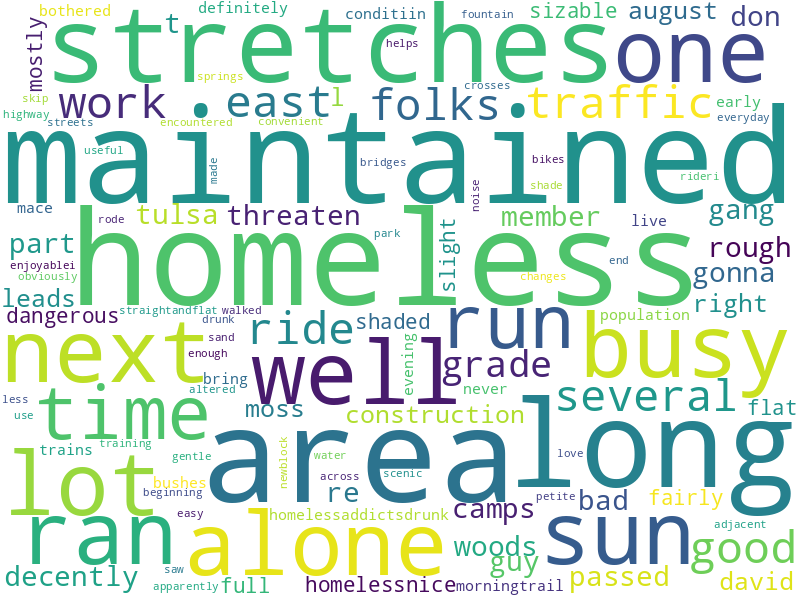 bothered definitely conditiin sizable august don
mostly stretches t helps fountain one
springs crosses
skip work east l folks traffic early
highway streets encountered convenient everyday
maintained
useful made bridges bikes shade rideri
mace rode tulsa threaten noise member live gang
part homeless park slight rough
enjoyablei end gonna
obviously changes
leads straightandflat walked right
dangerous drunk ride shaded run population
next sand well evening grade busy
enough
less bring altered never several
use time moss construction flat
trains training gentle area long love
lot newblock water across scenic
bushes re petite bad fairly
beginning camps
ran easy alone homelessaddictsdrunk sun adjacent
saw woods good
decently apparently full guy passed
homelessnice morningtrail david